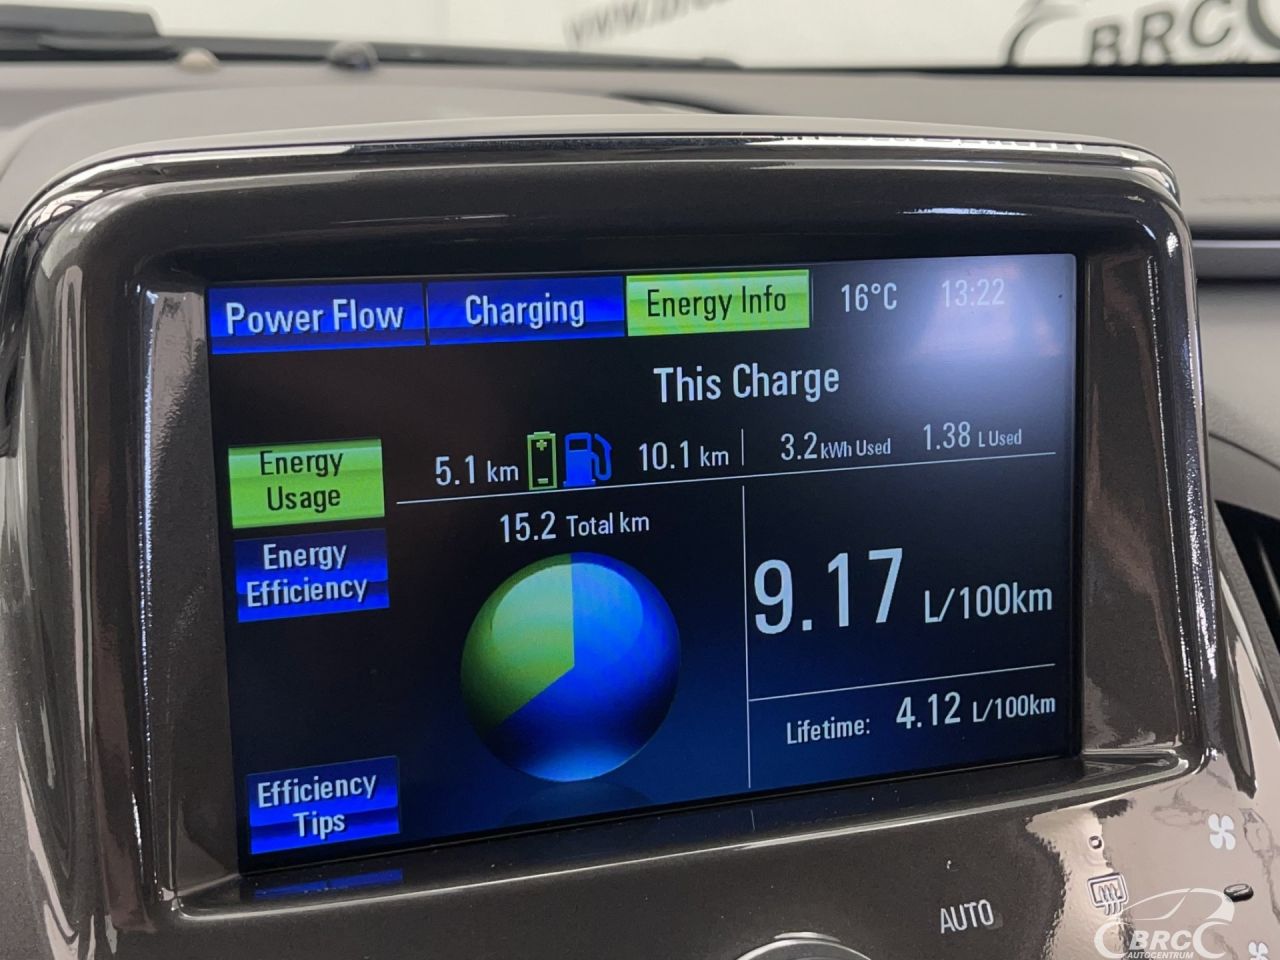 BRC
Power Flow
Charging
Energy Info
16°C
13:22
This Charge
Energy
Usage
5.1 km
10.1 km
3.2 kWh Used
1.38 L Used
15.2 Total km
Energy
Efficiency
9.17 L/100km
Lifetime: 4.12 L/100km
Efficiency
Tips
AUTO
BRC
AUTOCENTRUM